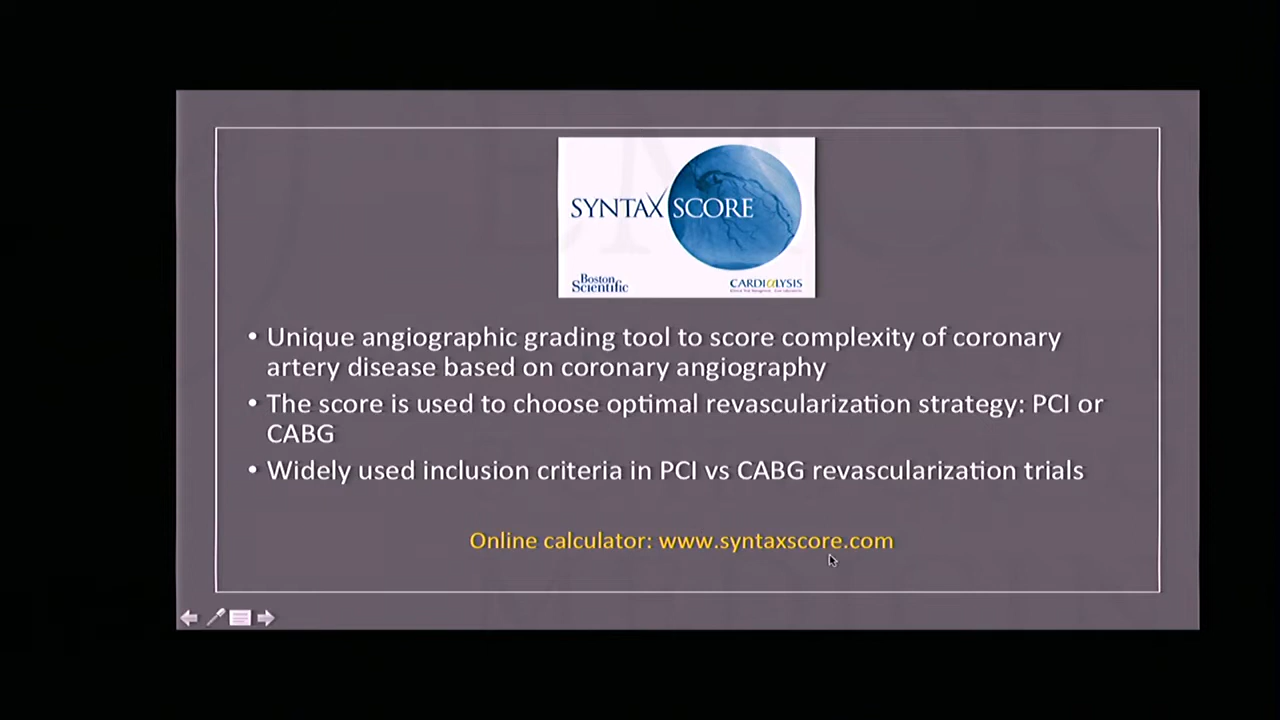 SYNTAX SCORE
Boston
Scientific
CARDIALYSIS
• Unique angiographic grading tool to score complexity of coronary
artery disease based on coronary angiography
• The score is used to choose optimal revascularization strategy: PCI or
CABG
• Widely used inclusion criteria in PCI vs CABG revascularization trials
Online calculator: www.syntaxscore.com